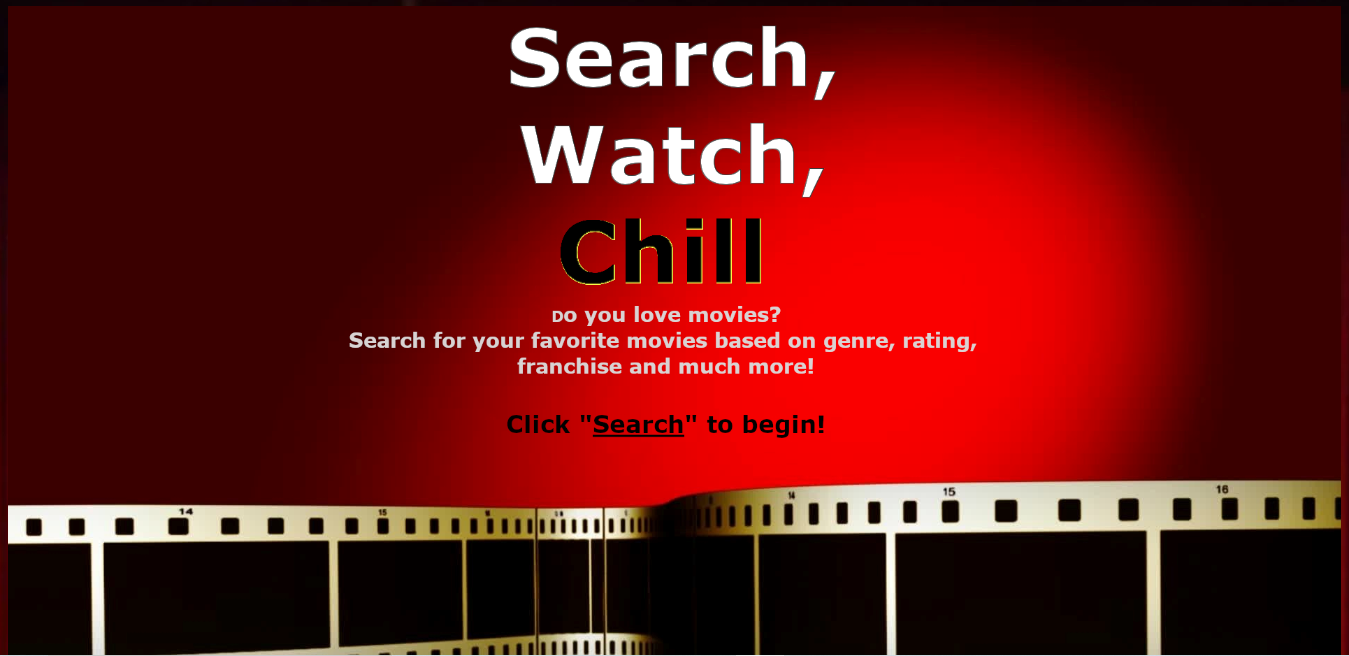 Search,
Watch,
Chill
Do you love movies?
Search for your favorite movies based on genre, rating,
franchise and much more!
Click "Search" to begin!
14 15 14 15 16